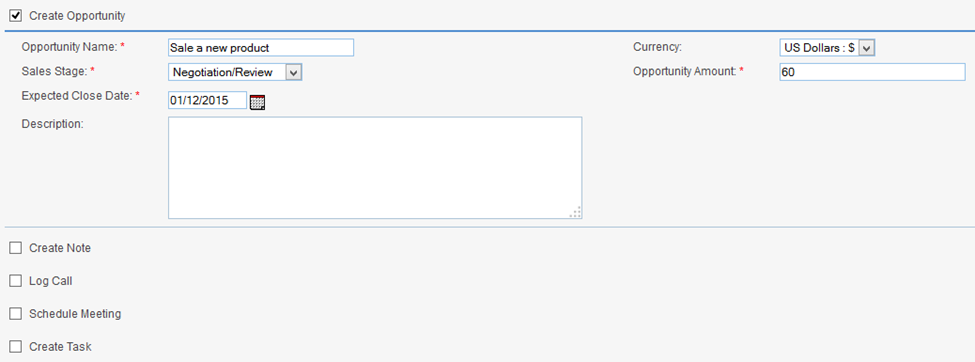 Create Opportunity
Opportunity Name: * Sale a new product Currency: US Dollars : $
Sales Stage: * Negotiation/Review Opportunity Amount: * 60
Expected Close Date: * 01/12/2015
Description:
Create Note
Log Call
Schedule Meeting
Create Task